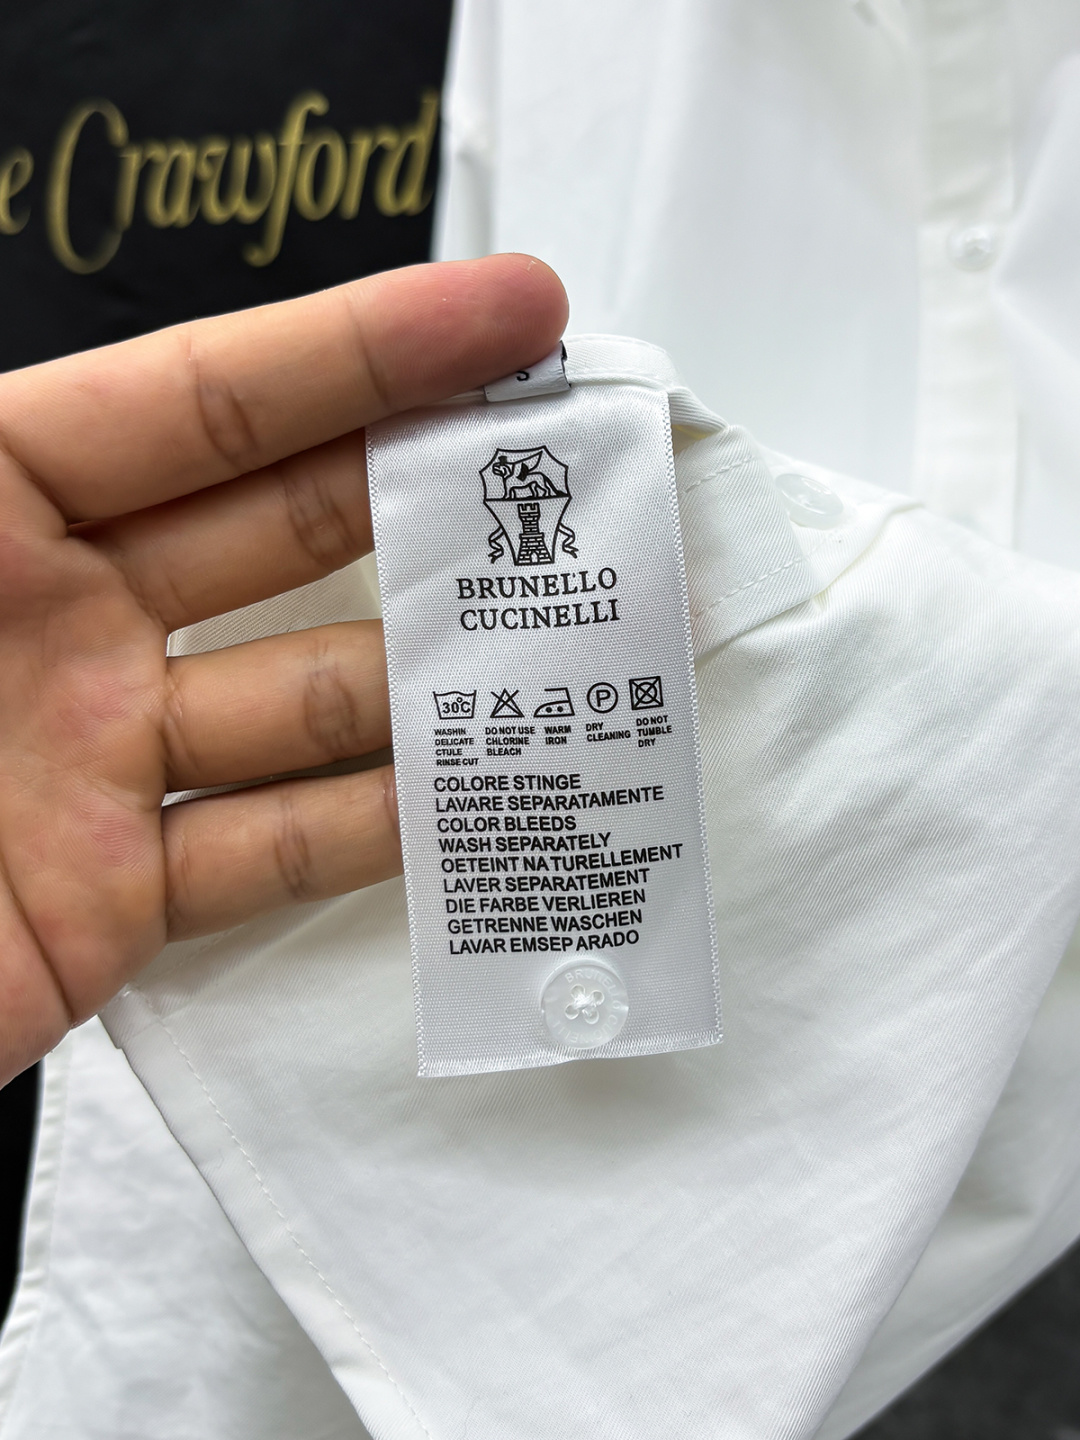 e Crawford
S
BRUNELLO
CUCINELLI
30C
P
WASHIN
DELICATE
CTULE
RINSE CUT
DO NOT USE
CHLORINE
BLEACH
WARM
IRON
DRY
CLEANING
DO NOT
TUMBLE
DRY
COLORE STINGE
LAVARE SEPARATAMENTE
COLOR BLEEDS
WASH SEPARATELY
OETEINT NATURELLEMENT
LAVER SEPARATEMENT
DIE FARBE VERLIEREN
GETRENNE WASCHEN
LAVAR EMSEP ARADO